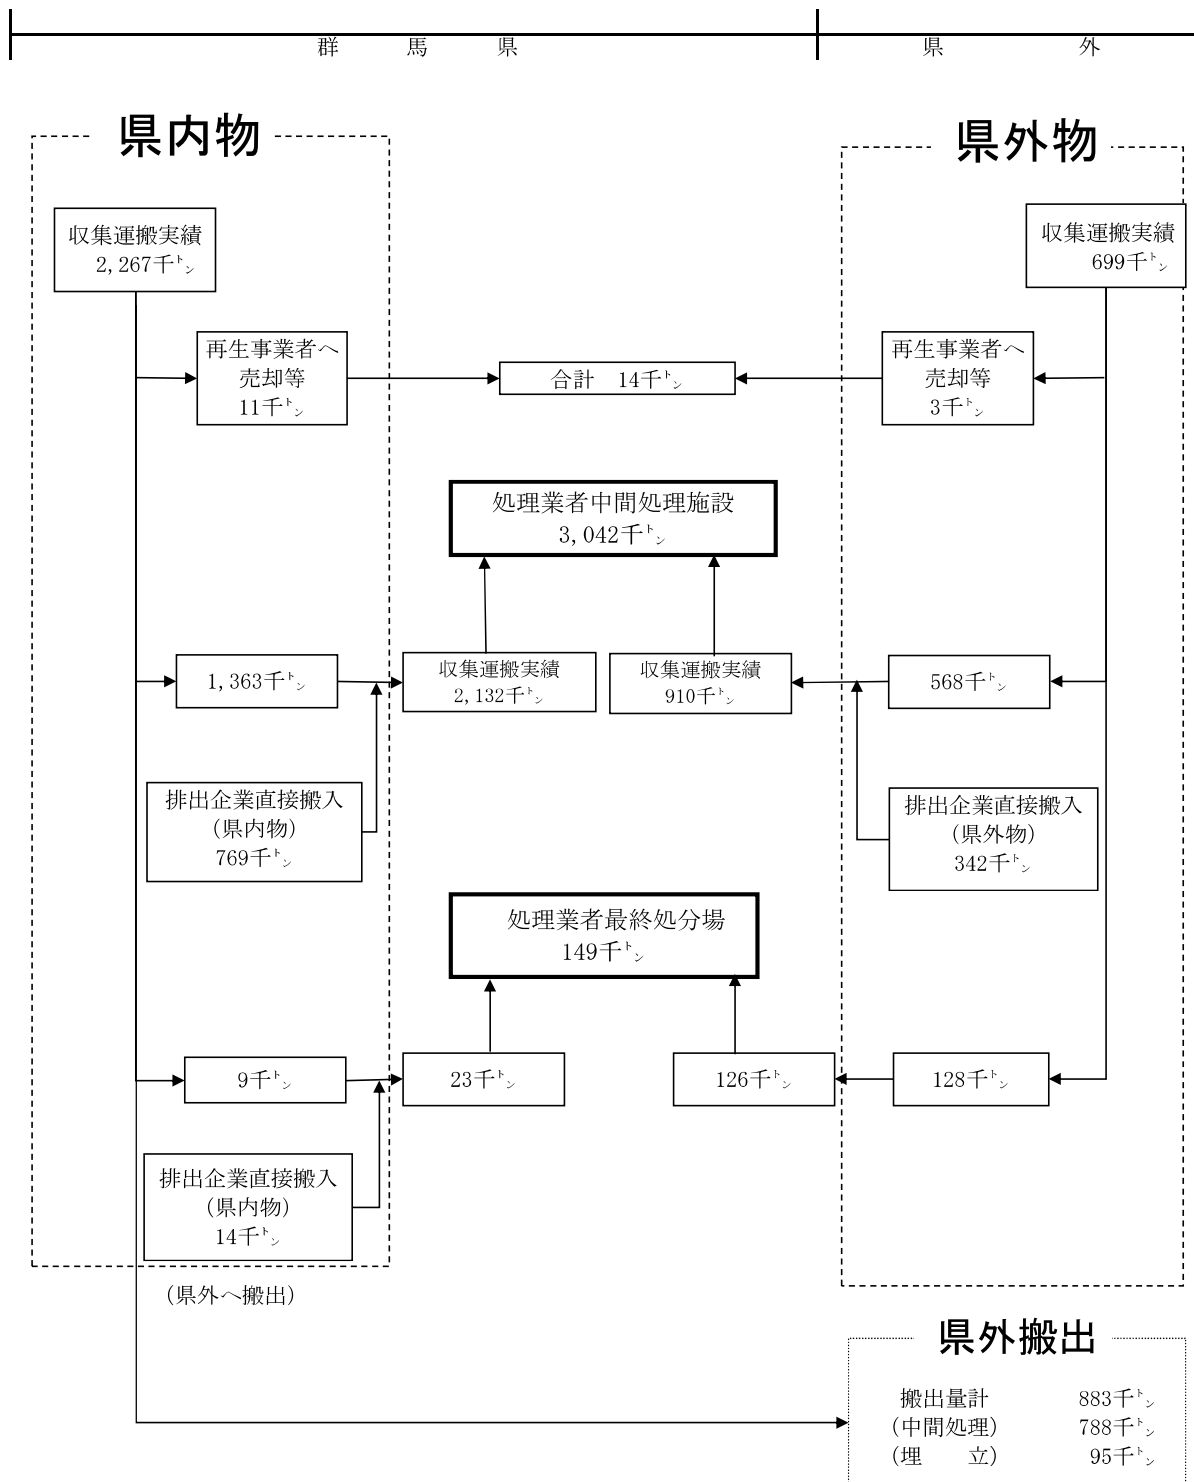 群　馬　県
県　外
県内物
県外物
収集運搬実績
2,267千㌧
収集運搬実績
699千㌧
再生事業者へ
売却等
11千㌧
合計　14千㌧
再生事業者へ
売却等
3千㌧
処理業者中間処理施設
3,042千㌧
1,363千㌧
収集運搬実績
2,132千㌧
収集運搬実績
910千㌧
568千㌧
排出企業直接搬入
（県内物）
769千㌧
排出企業直接搬入
（県外物）
342千㌧
処理業者最終処分場
149千㌧
9千㌧
23千㌧
126千㌧
128千㌧
排出企業直接搬入
（県内物）
14千㌧
（県外へ搬出）
県外搬出
搬出量計　883千㌧
（中間処理）　788千㌧
（埋　立）　95千㌧